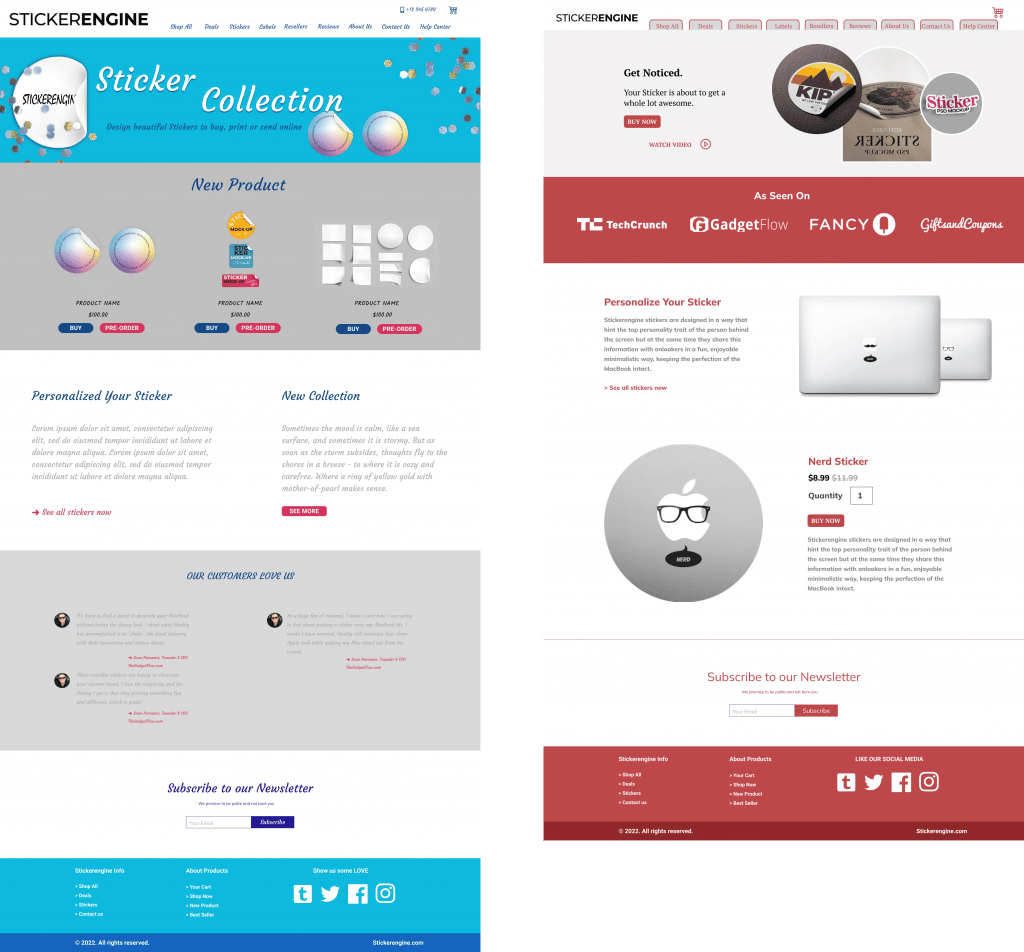 STICKERENGINE
+12 345 6789
Shop All Deals Stickers Labels Resellers Reviews About Us Contact Us Help Center
STICKERENGIN
Sticker
Collection
Design beautiful Stickers to buy, print or send online
New Product
STICKER
MOCK-UP
STICKER
MOCK-UP
STICKER
MOCK-UP
PRODUCT NAME
$100.00
BUY PRE-ORDER
PRODUCT NAME
$100.00
BUY PRE-ORDER
PRODUCT NAME
$100.00
BUY PRE-ORDER
Personalized Your Sticker
Lorem ipsum dolor sit amet, consectetur adipiscing
elit, sed do eiusmod tempor incididunt ut labore et
dolore magna aliqua. Lorem ipsum dolor sit amet,
consectetur adipiscing elit, sed do eiusmod tempor
incididunt ut labore et dolore magna aliqua.
➔ See all stickers now
New Collection
Sometimes the mood is calm, like a sea
surface, and sometimes it is stormy. But as
soon as the storm subsides, thoughts fly to the
shores in a breeze - to where it is cozy and
carefree. Where a ring of yellow gold with
mother-of-pearl makes sense.
SEE MORE
OUR CUSTOMERS LOVE US
Subscribe to our Newsletter
We promise to be polite and not bore you
Your Email Subscribe
Stickerengine Info
> Shop All
> Deals
> Stickers
> Contact us
About Products
> Your Cart
> Shop Now
> New Product
> Best Seller
Show us some LOVE
© 2022. All rights reserved. Stickerengine.com
STICKERENGINE
Shop All Deals Stickers Labels Resellers Reviews About Us Contact Us Help Center
Get Noticed.
Your Sticker is about to get a
whole lot awesome.
BUY NOW
WATCH VIDEO
KIP
STICKER
PSD MOCKUP
Sticker
PSD MOCKUP
As Seen On
TechCrunch GadgetFlow FANCY GiftsandCoupons
Personalize Your Sticker
Stickerengine stickers are designed in a way that
hint the top personality trait of the person behind
the screen but at the same time they share this
information with onlookers in a fun, enjoyable
minimalistic way, keeping the perfection of the
MacBook intact.
> See all stickers now
NERD
Nerd Sticker
$8.99 $11.99
Quantity 1
BUY NOW
Stickerengine stickers are designed in a way that
hint the top personality trait of the person behind
the screen but at the same time they share this
information with onlookers in a fun, enjoyable
minimalistic way, keeping the perfection of the
MacBook intact.
Subscribe to our Newsletter
We promise to be polite and not bore you
Your Email Subscribe
Stickerengine Info
> Shop All
> Deals
> Stickers
> Contact us
About Products
> Your Cart
> Shop Now
> New Product
> Best Seller
LIKE OUR SOCIAL MEDIA
© 2022. All rights reserved. Stickerengine.com